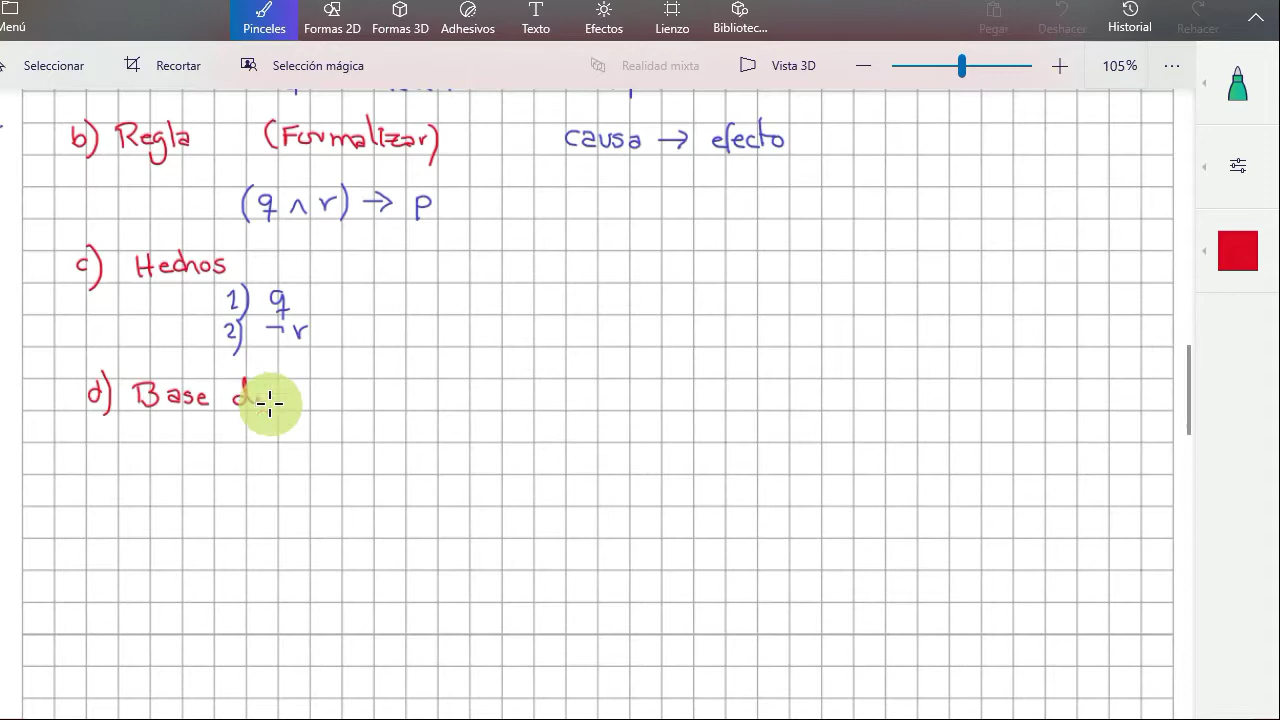 Menú
Pinceles
Formas 2D
Formas 3D
Adhesivos
Texto
Efectos
Lienzo
Bibliotec...
Pegar
Deshacer
Historial
Rehacer
Seleccionar
Recortar
Selección mágica
Realidad mixta
Vista 3D
105%
b) Regla (Formalizar) causa → efecto
(q ∧ r) → p
c) Hechos
1) q
2) ¬ r
d) Base d